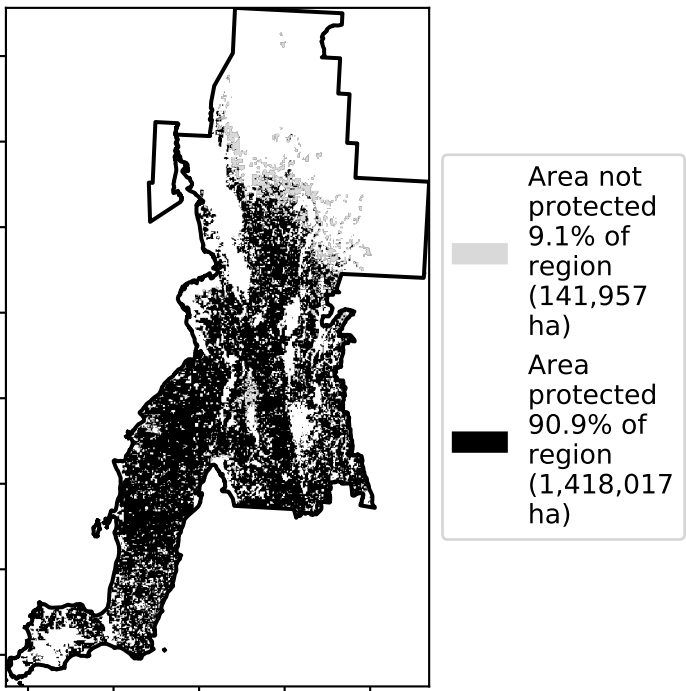 Area not
protected
9.1% of
region
(141,957
ha)
Area
protected
90.9% of
region
(1,418,017
ha)